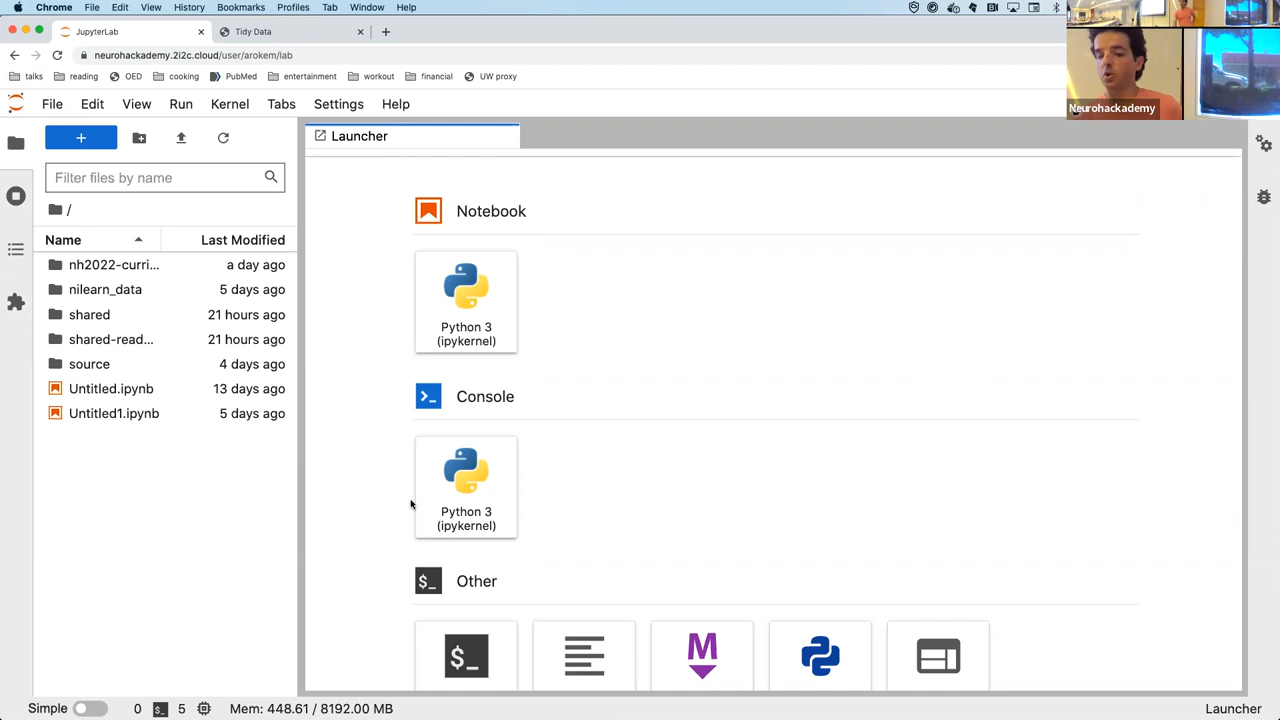 Chrome File Edit View History Bookmarks Profiles Tab Window Help
JupyterLab Tidy Data
neurohackademy.2i2c.cloud/user/arokem/lab
talks reading OED cooking PubMed entertainment workout financial UW proxy
Neurohackademy
File Edit View Run Kernel Tabs Settings Help
Launcher
Filter files by name
/
Name Last Modified
nh2022-curri... a day ago
nilearn_data 5 days ago
shared 21 hours ago
shared-read... 21 hours ago
source 4 days ago
Untitled.ipynb 13 days ago
Untitled1.ipynb 5 days ago
Notebook
Python 3
(ipykernel)
Console
>_
Python 3
(ipykernel)
$_ Other
$_ M
Simple 0 5 Mem: 448.61 / 8192.00 MB Launcher